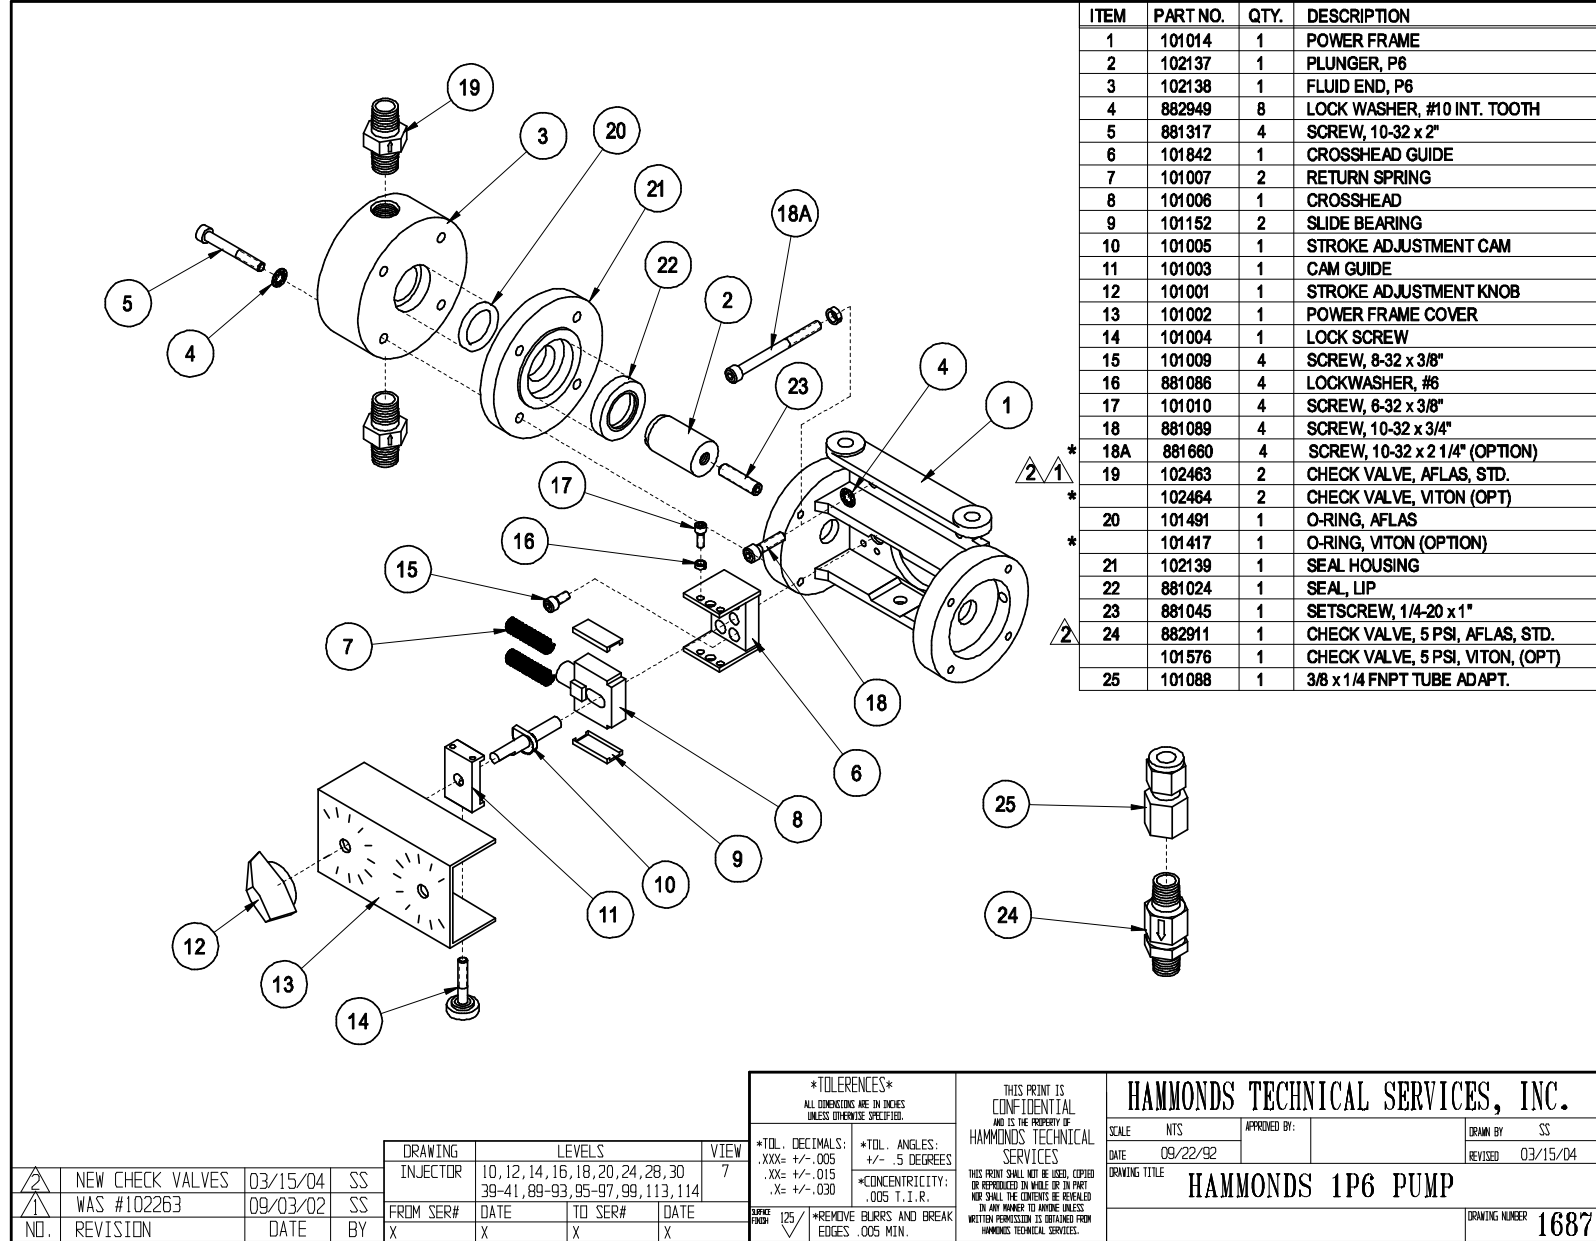 ITEM PART NO. QTY. DESCRIPTION
1 101014 1 POWER FRAME
2 102137 1 PLUNGER, P6
3 102138 1 FLUID END, P6
4 882949 8 LOCK WASHER, #10 INT. TOOTH
5 881317 4 SCREW, 10-32 x 2"
6 101842 1 CROSSHEAD GUIDE
7 101007 2 RETURN SPRING
8 101006 1 CROSSHEAD
9 101152 2 SLIDE BEARING
10 101005 1 STROKE ADJUSTMENT CAM
11 101003 1 CAM GUIDE
12 101001 1 STROKE ADJUSTMENT KNOB
13 101002 1 POWER FRAME COVER
14 101004 1 LOCK SCREW
15 101009 4 SCREW, 8-32 x 3/8"
16 881086 4 LOCKWASHER, #6
17 101010 4 SCREW, 6-32 x 3/8"
18 881089 4 SCREW, 10-32 x 3/4"
* 18A 881660 4 SCREW, 10-32 x 2 1/4" (OPTION)
2 1 19 102463 2 CHECK VALVE, AFLAS, STD.
* 102464 2 CHECK VALVE, VITON (OPT)
20 101491 1 O-RING, AFLAS
* 101417 1 O-RING, VITON (OPTION)
21 102139 1 SEAL HOUSING
22 881024 1 SEAL, LIP
23 881045 1 SETSCREW, 1/4-20 x 1"
2 24 882911 1 CHECK VALVE, 5 PSI, AFLAS, STD.
101576 1 CHECK VALVE, 5 PSI, VITON, (OPT)
25 101088 1 3/8 x 1/4 FNPT TUBE ADAPT.
19
3
20
21
18A
22
2
5
4
23
4
1
17
16
15
7
18
6
8
9
10
11
12
13
14
25
24
2 NEW CHECK VALVES 03/15/04 SS
1 WAS #102263 09/03/02 SS
NO. REVISION DATE BY
DRAWING LEVELS VIEW
INJECTOR 10,12,14,16,18,20,24,28,30 7
39-41,89-93,95-97,99,113,114
FROM SER# DATE TO SER# DATE
X X X X
*TOLERENCES*
ALL DIMENSIONS ARE IN INCHES
UNLESS OTHERWISE SPECIFIED.
*TOL. DECIMALS:
.XXX= +/-.005
.XX= +/-.015
.X= +/-.030
*TOL. ANGLES:
+/- .5 DEGREES
*CONCENTRICITY:
.005 T.I.R.
SURFACE
FINISH
125
*REMOVE BURRS AND BREAK
EDGES .005 MIN.
THIS PRINT IS
CONFIDENTIAL
AND IS THE PROPERTY OF
HAMMONDS TECHNICAL
SERVICES
THIS PRINT SHALL NOT BE USED, COPIED
OR REPRODUCED IN WHOLE OR IN PART
NOR SHALL THE CONTENTS BE REVEALED
IN ANY MANNER TO ANYONE UNLESS
WRITTEN PERMISSION IS OBTAINED FROM
HAMMONDS TECHNICAL SERVICES.
HAMMONDS TECHNICAL SERVICES, INC.
SCALE NTS APPROVED BY: DRAWN BY SS
DATE 09/22/92 REVISED 03/15/04
DRAWING TITLE HAMMONDS 1P6 PUMP
DRAWING NUMBER 1687